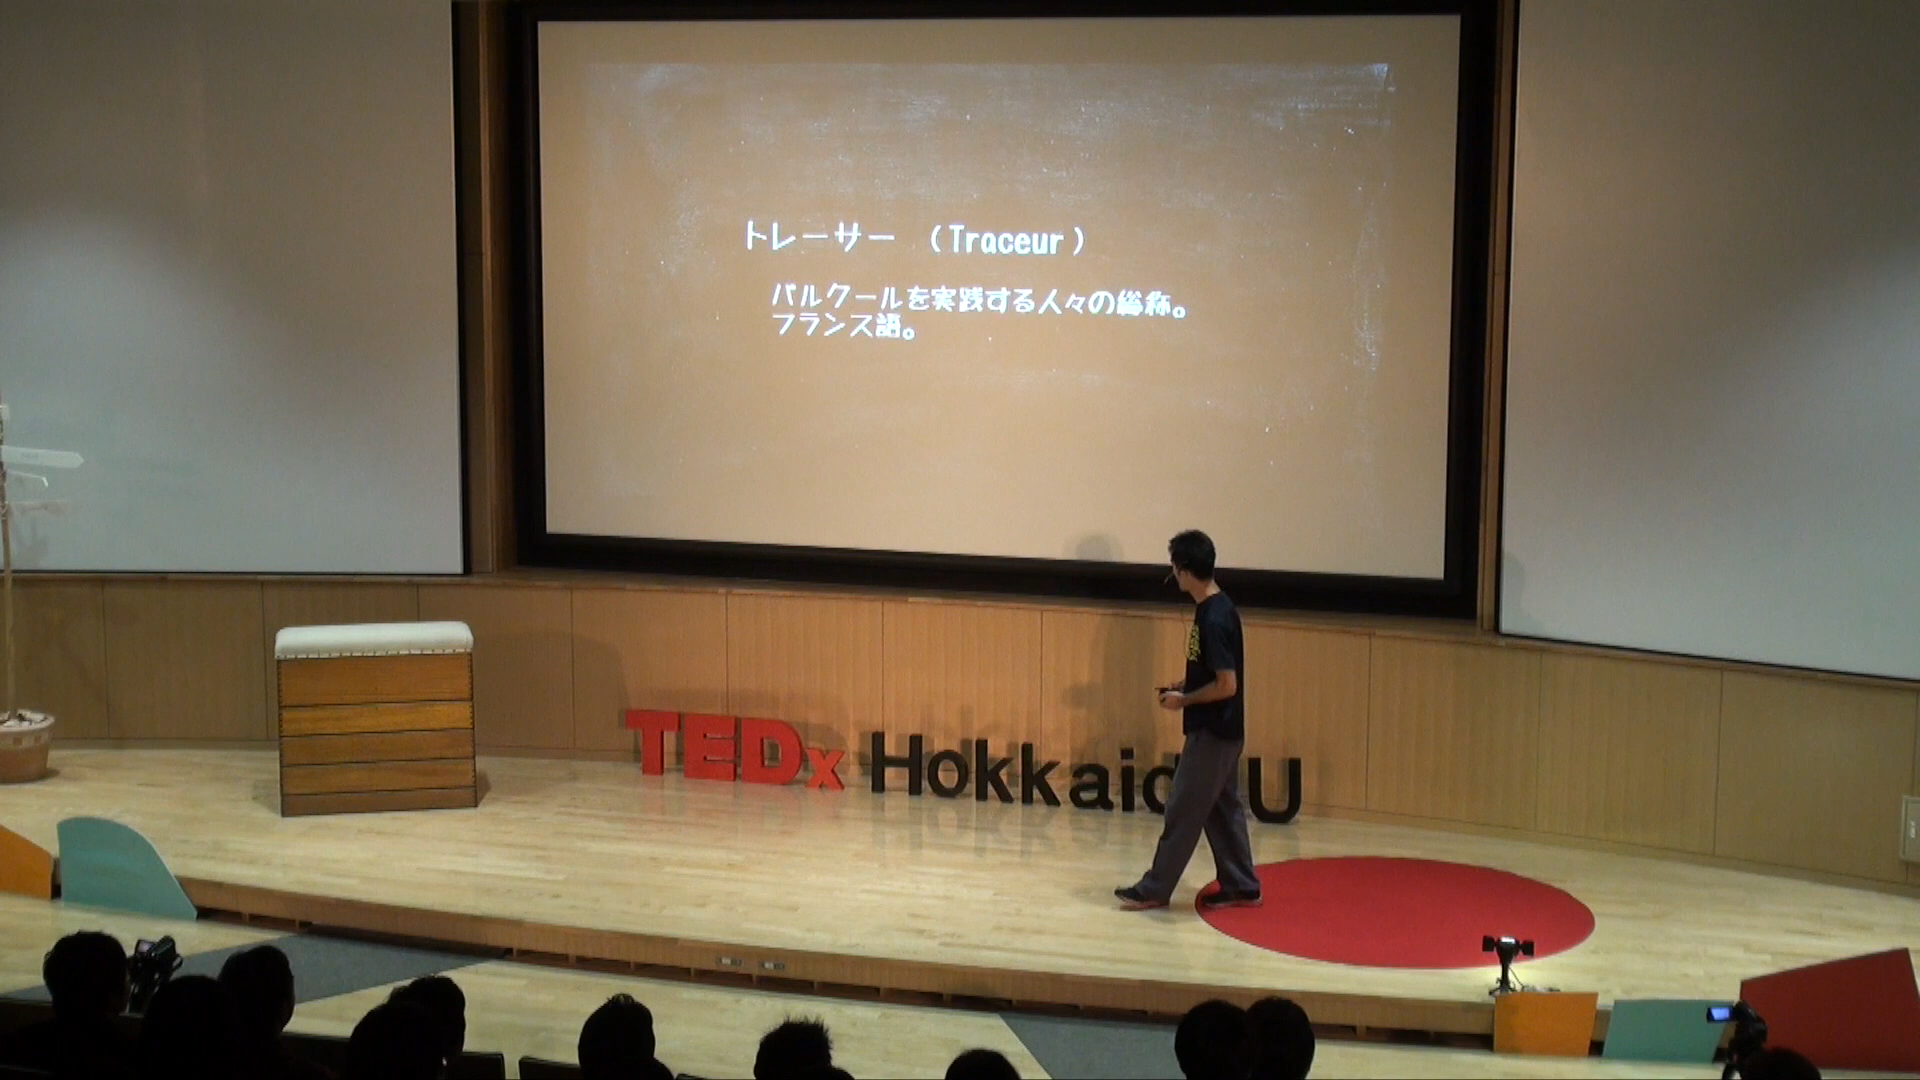 トレーサー （Traceur）
パルクールを実践する人々の総称。
フランス語。
TEDx Hokkaid U